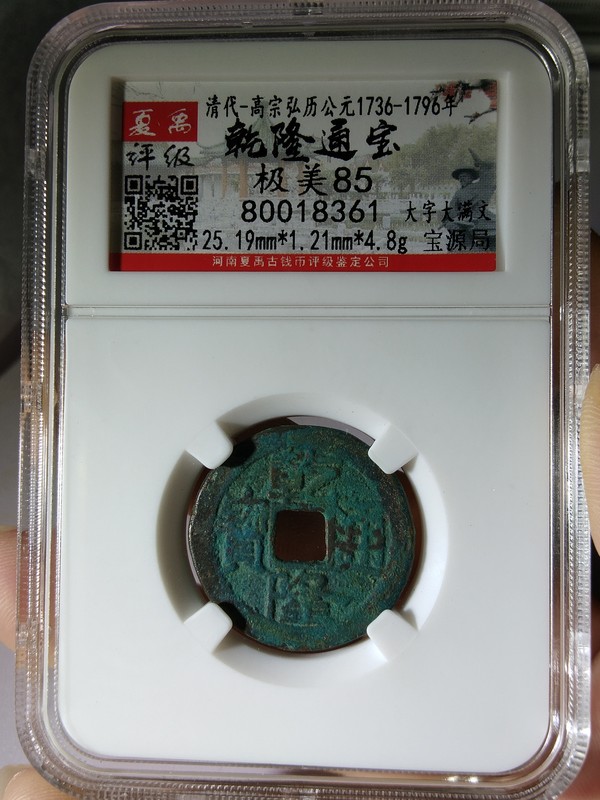 夏禹
评级
清代-高宗弘历公元1736-1796年
乾隆通宝
极美85
80018361 大字大满文
25.19mm*1.21mm*4.8g 宝源局
河南夏禹古钱币评级鉴定公司
乾隆通寶